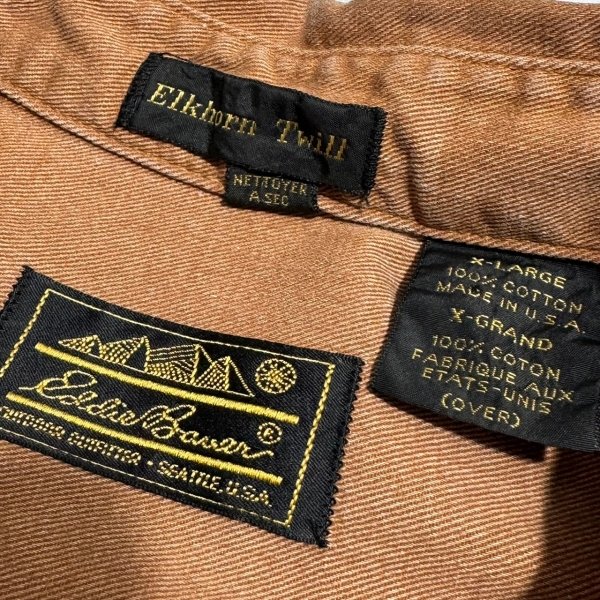 Elkhorn Twill
NETTOYER
A SEC
X-LARGE
100% COTTON
MADE IN U.S.A.
X-GRAND
100% COTON
FABRIQUE AUX
ETATS-UNIS
(OVER)
Eddie Bauer®
OUTDOOR OUTFITTER • SEATTLE, U.S.A.